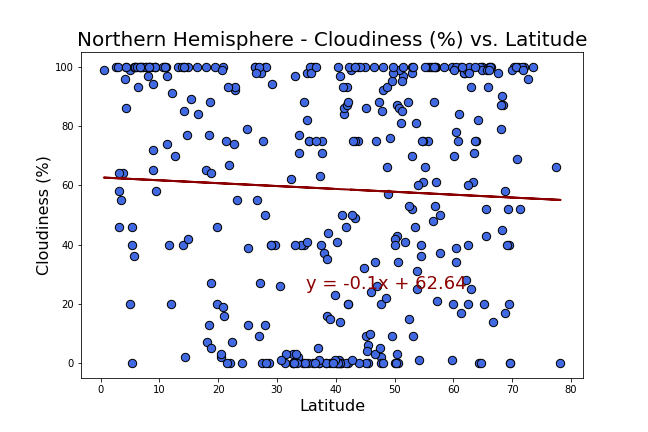 Northern Hemisphere - Cloudiness (%) vs. Latitude
100
80
60
40
20
0
Cloudiness (%)
y = -0.1x + 62.64
0 10 20 30 40 50 60 70 80
Latitude